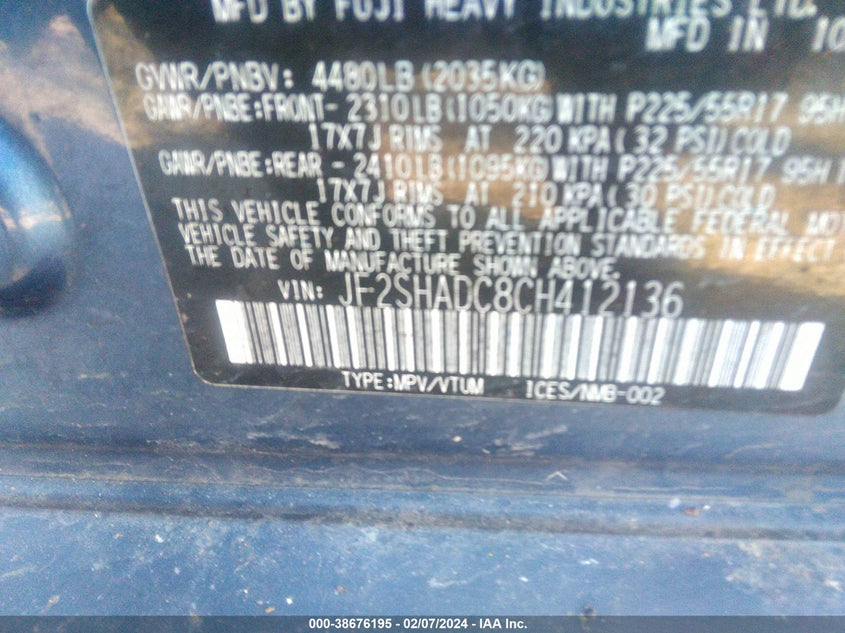 MFD BY FUJI HEAVY INDUSTRIES LTD.
MFD IN 10
GVWR/PNBV: 4480LB(2035KG)
GAWR/PNBE:FRONT- 2310LB(1050KG)WITH P225/55R17 95H
17X7J RIMS AT 220 KPA(32 PSI)COLD
GAWR/PNBE:REAR - 2410LB(1095KG)WITH P225/55R17 95H
17X7J RIMS AT 210 KPA(30 PSI)COLD
THIS VEHICLE CONFORMS TO ALL APPLICABLE FEDERAL MOT
VEHICLE SAFETY AND THEFT PREVENTION STANDARDS IN EFFECT
THE DATE OF MANUFACTURE SHOWN ABOVE.
VIN: JF2SHADC8CH412136
TYPE:MPV/VTUM ICES/NMB-002
000-38676195 - 02/07/2024 - IAA Inc.